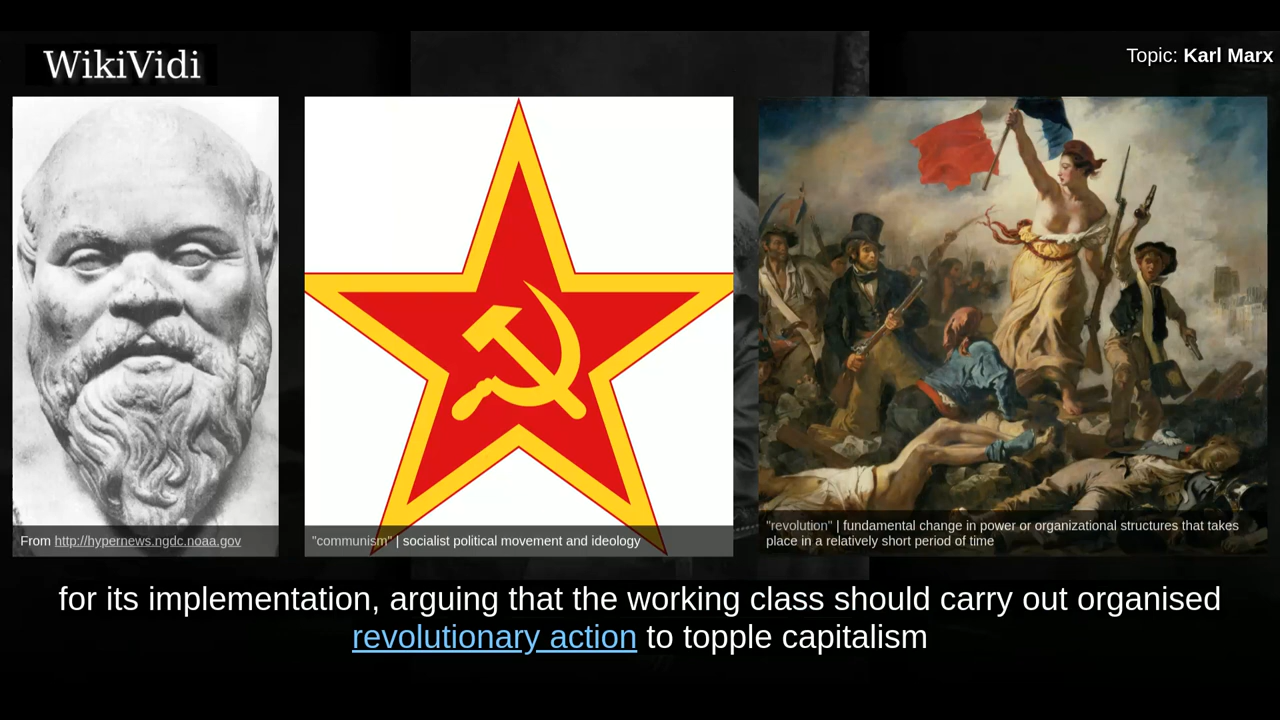 WikiVidi
Topic: Karl Marx
From http://hypernews.ngdc.noaa.gov
"communism" | socialist political movement and ideology
"revolution" | fundamental change in power or organizational structures that takes
place in a relatively short period of time
for its implementation, arguing that the working class should carry out organised
revolutionary action to topple capitalism